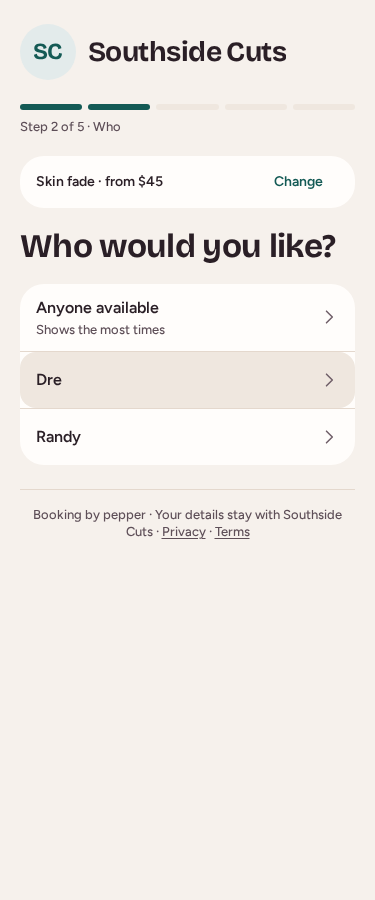 SC
Southside Cuts
Step 2 of 5 · Who
Skin fade · from $45
Change
Who would you like?
Anyone available
Shows the most times
Dre
Randy
Booking by pepper · Your details stay with Southside
Cuts · Privacy · Terms